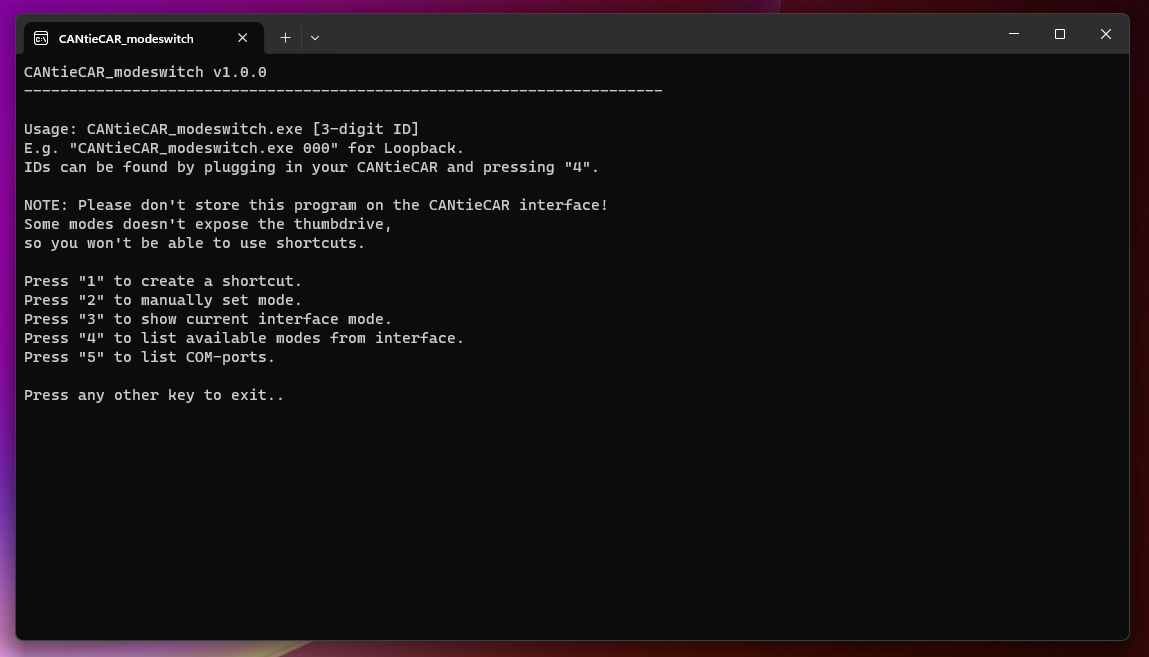 CANtieCAR_modeswitch
CANtieCAR_modeswitch v1.0.0
-----------------------------------------------------------------------
Usage: CANtieCAR_modeswitch.exe [3-digit ID]
E.g. "CANtieCAR_modeswitch.exe 000" for Loopback.
IDs can be found by plugging in your CANtieCAR and pressing "4".
NOTE: Please don't store this program on the CANtieCAR interface!
Some modes doesn't expose the thumbdrive,
so you won't be able to use shortcuts.
Press "1" to create a shortcut.
Press "2" to manually set mode.
Press "3" to show current interface mode.
Press "4" to list available modes from interface.
Press "5" to list COM-ports.
Press any other key to exit..